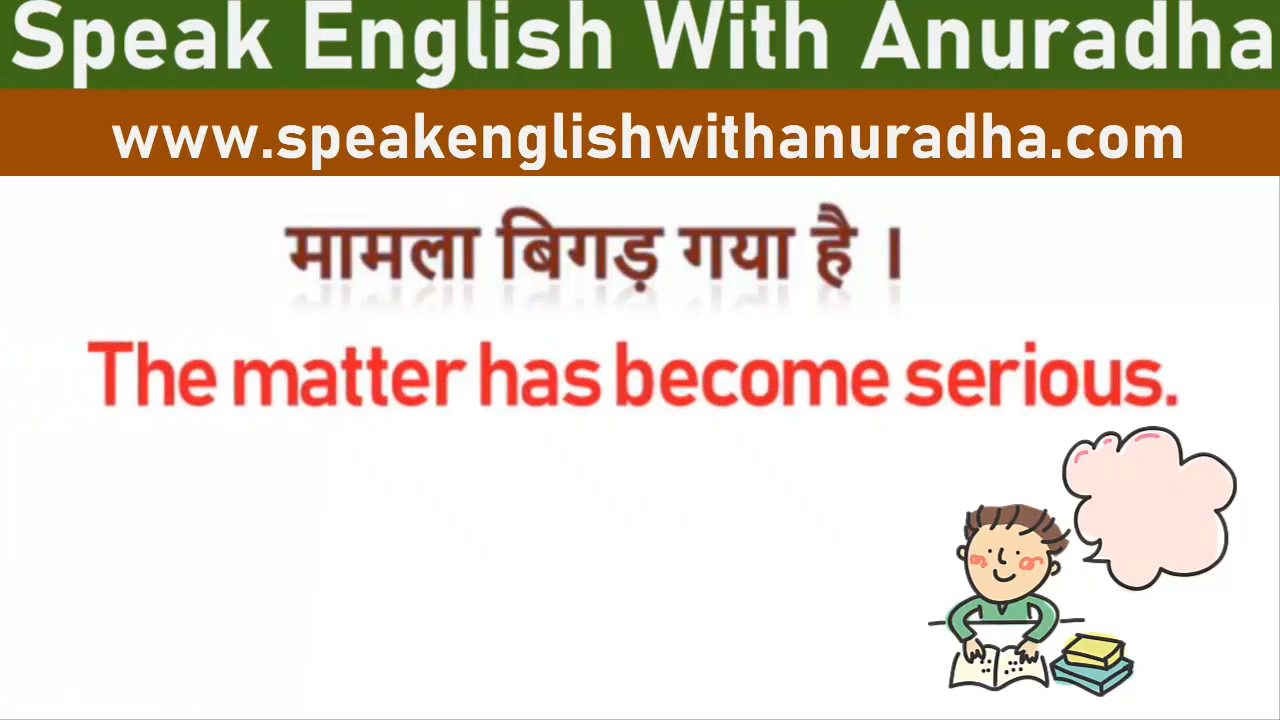 Speak English With Anuradha
www.speakenglishwithanuradha.com
मामला बिगड़ गया है ।
The matter has become serious.